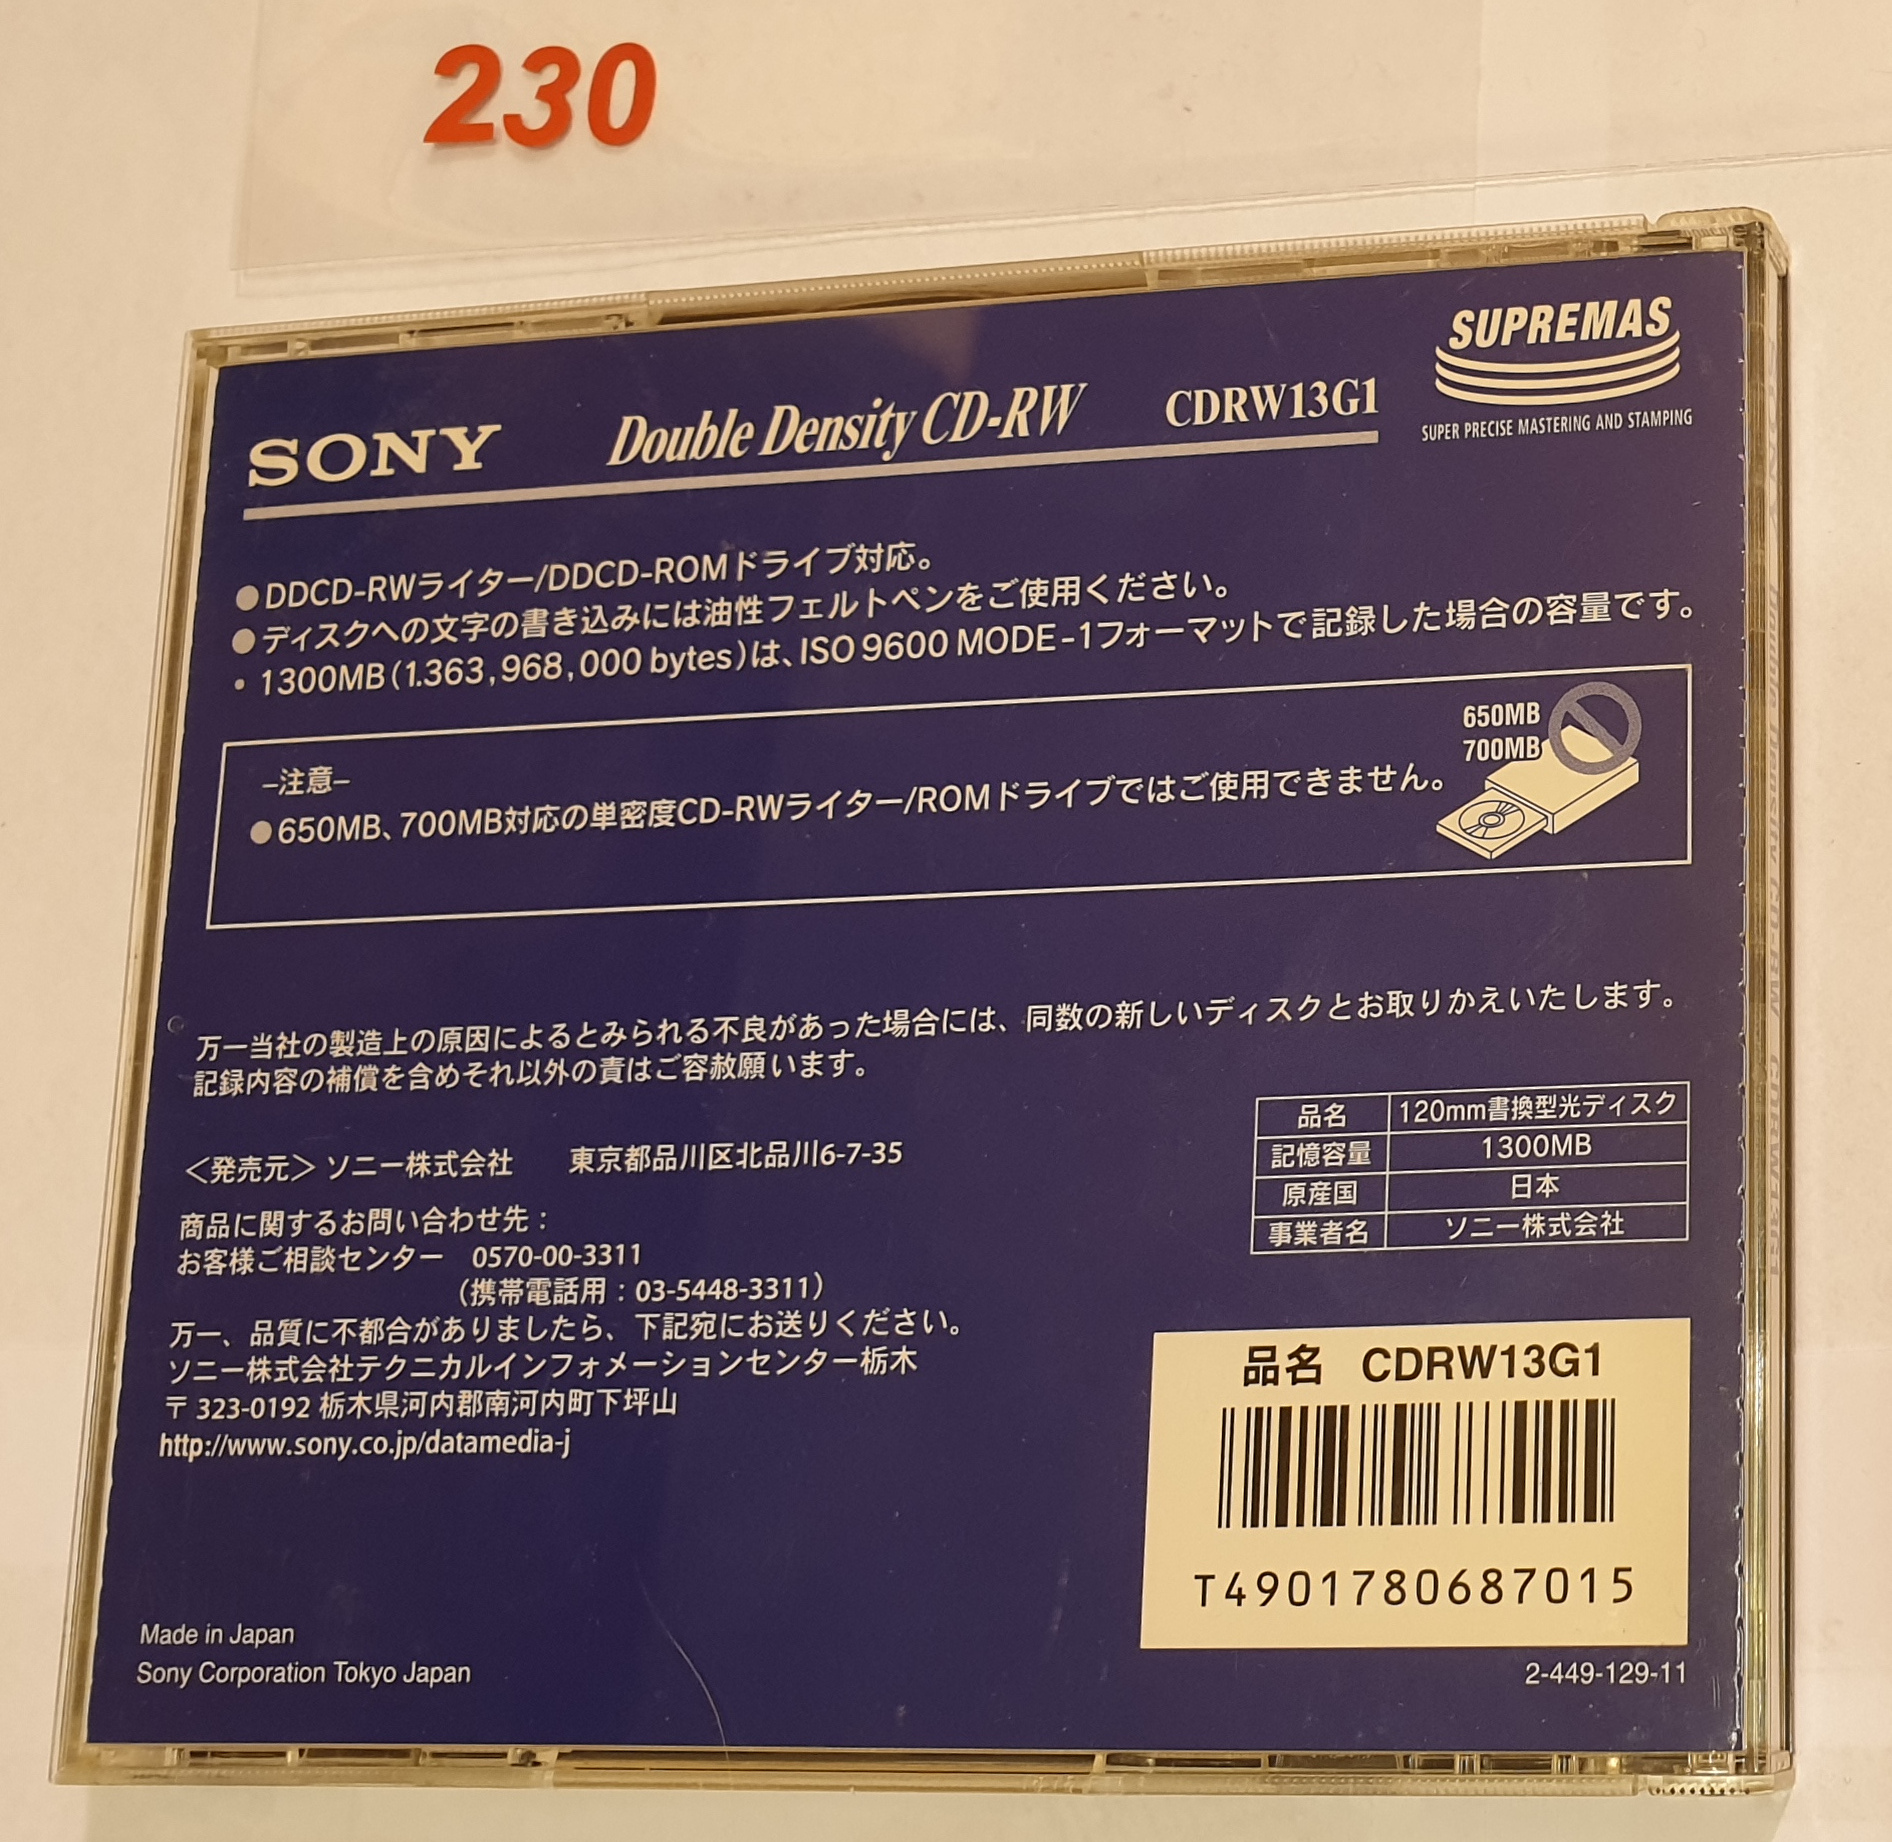 230
SUPREMAS
SUPER PRECISE MASTERING AND STAMPING
SONY Double Density CD-RW CDRW13G1
●DDCD-RWライター/DDCD-ROMドライブ対応。
●ディスクへの文字の書き込みには油性フェルトペンをご使用ください。
・1300MB(1.363,968,000 bytes)は、ISO 9600 MODE-1フォーマットで記録した場合の容量です。
–注意–
●650MB、700MB対応の単密度CD-RWライター/ROMドライブではご使用できません。
650MB
700MB
万一当社の製造上の原因によるとみられる不良があった場合には、同数の新しいディスクとお取りかえいたします。
記録内容の補償を含めそれ以外の責はご容赦願います。
<発売元> ソニー株式会社 東京都品川区北品川6-7-35
商品に関するお問い合わせ先:
お客様ご相談センター 0570-00-3311
(携帯電話用:03-5448-3311)
万一、品質に不都合がありましたら、下記宛にお送りください。
ソニー株式会社テクニカルインフォメーションセンター栃木
〒323-0192 栃木県河内郡南河内町下坪山
http://www.sony.co.jp/datamedia-j
品名 120mm書換型光ディスク
記憶容量 1300MB
原産国 日本
事業者名 ソニー株式会社
品名 CDRW13G1
T4901780687015
Made in Japan
Sony Corporation Tokyo Japan
2-449-129-11